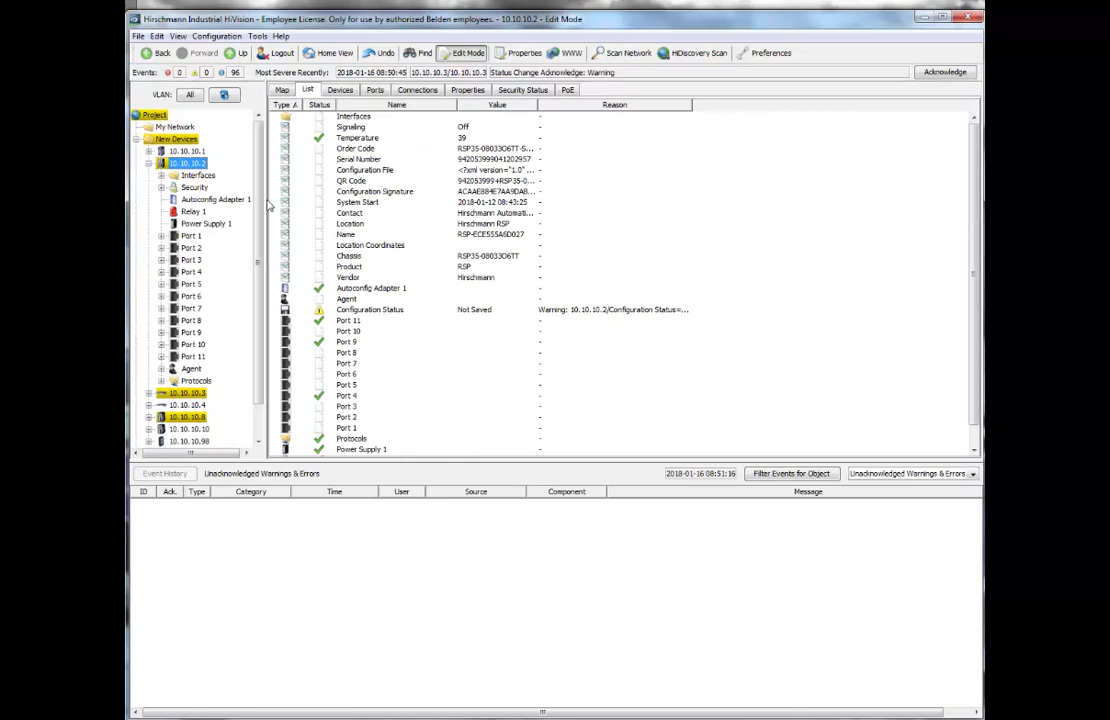 Hirschmann Industrial HiVision - Employee License. Only for use by authorized Belden employees. - 10.10.10.2 - Edit Mode
File Edit View Configuration Tools Help
Back Forward Up Logout Home View Undo Find Edit Mode Properties WWW Scan Network HiDiscovery Scan Preferences
Events: 0 0 96 Most Severe Recently: 2018-01-16 08:50:45 10.10.10.3/10.10.10.3 Status Change Acknowledge: Warning Acknowledge
VLAN: All
Project
My Network
New Devices
10.10.10.1
10.10.10.2
Interfaces
Security
Autoconfig Adapter 1
Relay 1
Power Supply 1
Port 1
Port 2
Port 3
Port 4
Port 5
Port 6
Port 7
Port 8
Port 9
Port 10
Port 11
Agent
Protocols
10.10.10.3
10.10.10.4
10.10.10.8
10.10.10.10
10.10.10.98
Map List Devices Ports Connections Properties Security Status PoE
Type Status Name Value Reason
Interfaces -
Signaling Off -
Temperature 39 -
Order Code RSP35-08033O6TT-S... -
Serial Number 942053999041202957 -
Configuration File <?xml version="1.0" ... -
QR Code 942053999+RSP35-0... -
Configuration Signature ACAAE884E7AA9DAB... -
System Start 2018-01-12 08:43:25 -
Contact Hirschmann Automati... -
Location Hirschmann RSP -
Name RSP-ECE555A6D027 -
Location Coordinates -
Chassis RSP35-08033O6TT -
Product RSP -
Vendor Hirschmann -
Autoconfig Adapter 1 - -
Agent - -
Configuration Status Not Saved Warning: 10.10.10.2/Configuration Status=...
Port 11 -
Port 10 -
Port 9 -
Port 8 -
Port 7 -
Port 6 -
Port 5 -
Port 4 -
Port 3 -
Port 2 -
Port 1 -
Protocols -
Power Supply 1 -
Event History Unacknowledged Warnings & Errors 2018-01-16 08:51:16 Filter Events for Object Unacknowledged Warnings & Errors
ID Ack. Type Category Time User Source Component Message